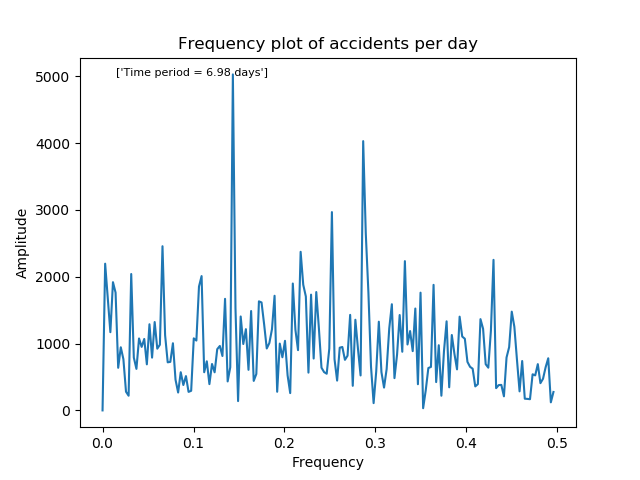 Frequency plot of accidents per day
['Time period = 6.98 days']
Amplitude
5000
4000
3000
2000
1000
0
0.0 0.1 0.2 0.3 0.4 0.5
Frequency